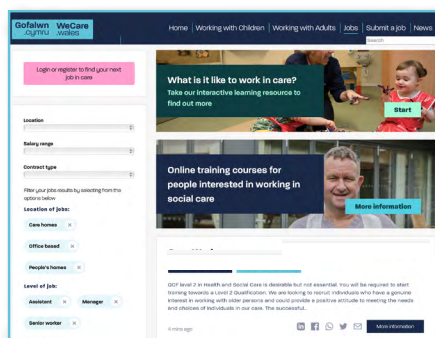 Gofalwn WeCare
.cymru .wales
Home Working with Children Working with Adults Jobs Submit a job News
Search
Login or register to find your next
job in care
Location
Salary range
Contract type
Filter your jobs results by selecting from the
options below
Location of jobs:
Care homes ×
Office based ×
People's homes ×
Level of job:
Assistant × Manager ×
Senior worker ×
What is it like to work in care?
Take our interactive learning resource to
find out more
Start
Online training courses for
people interested in working in
social care
More information
QCF level 2 in Health and Social Care is desirable but not essential. You will be required to start
training towards a Level 2 Qualification. We are looking to recruit individuals who have a genuine
interest in working with older persons and could provide a positive attitude to meeting the needs
and choices of individuals in our care. The successful..
4 mins ago
More information